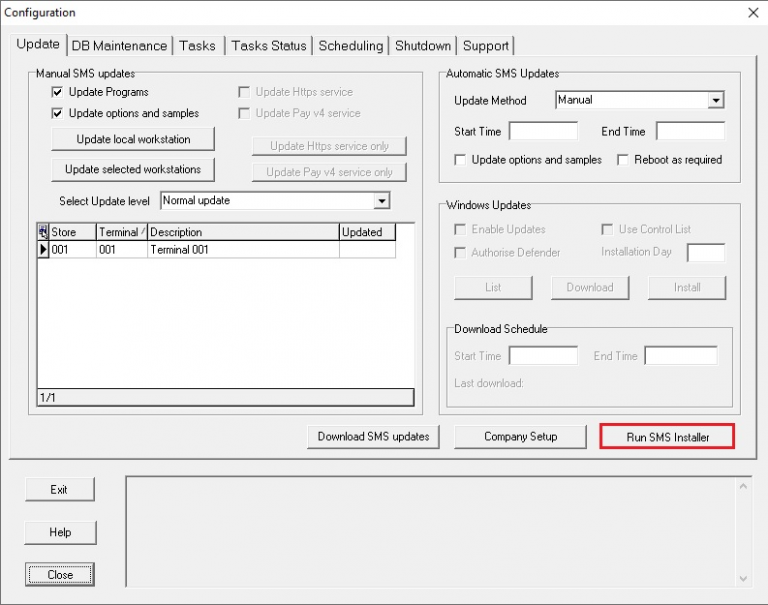 Configuration
Update DB Maintenance Tasks Tasks Status Scheduling Shutdown Support
Manual SMS updates
Update Programs
Update Https service
Update options and samples
Update Pay v4 service
Update local workstation
Update Https service only
Update selected workstations
Update Pay v4 service only
Select Update level Normal update
Store Terminal Description Updated
001 001 Terminal 001
1/1
Automatic SMS Updates
Update Method Manual
Start Time End Time
Update options and samples Reboot as required
Windows Updates
Enable Updates Use Control List
Authorise Defender Installation Day
List Download Install
Download Schedule
Start Time End Time
Last download:
Download SMS updates Company Setup Run SMS Installer
Exit
Help
Close